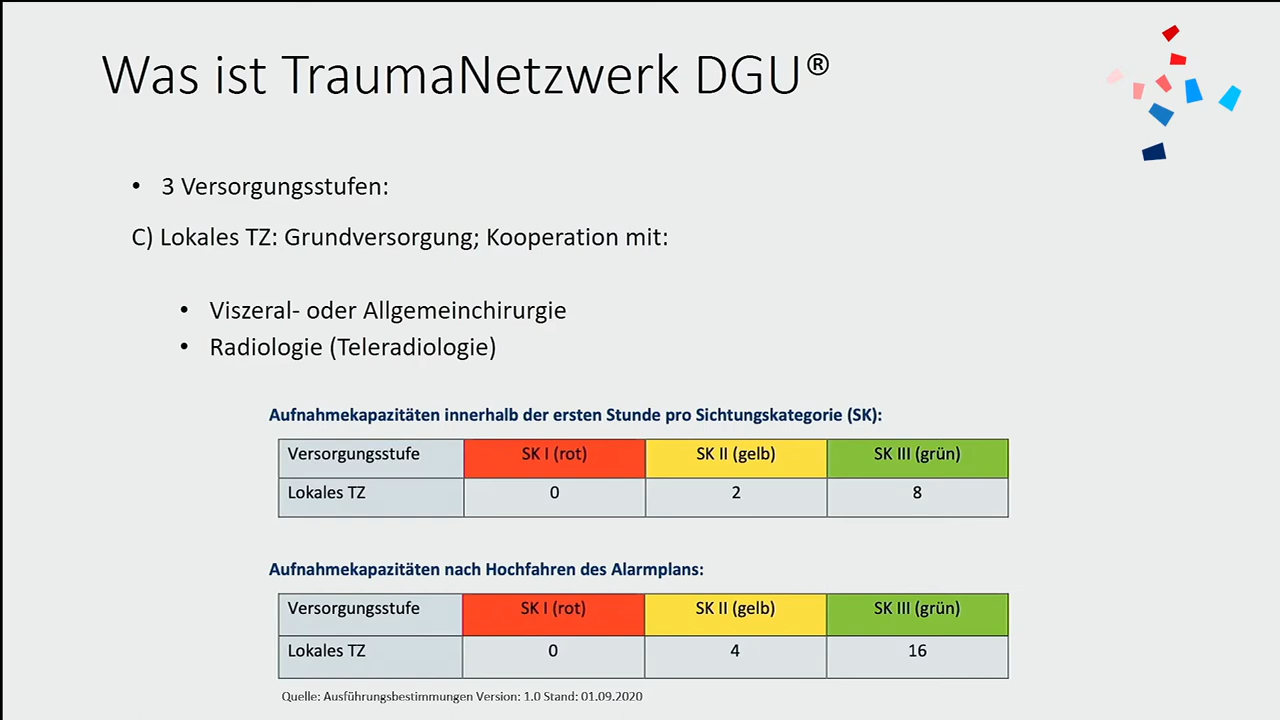 Was ist TraumaNetzwerk DGU®
• 3 Versorgungsstufen:
C) Lokales TZ: Grundversorgung; Kooperation mit:
• Viszeral- oder Allgemeinchirurgie
• Radiologie (Teleradiologie)
Aufnahmekapazitäten innerhalb der ersten Stunde pro Sichtungskategorie (SK):
Versorgungsstufe SK I (rot) SK II (gelb) SK III (grün)
Lokales TZ 0 2 8
Aufnahmekapazitäten nach Hochfahren des Alarmplans:
Versorgungsstufe SK I (rot) SK II (gelb) SK III (grün)
Lokales TZ 0 4 16
Quelle: Ausführungsbestimmungen Version: 1.0 Stand: 01.09.2020